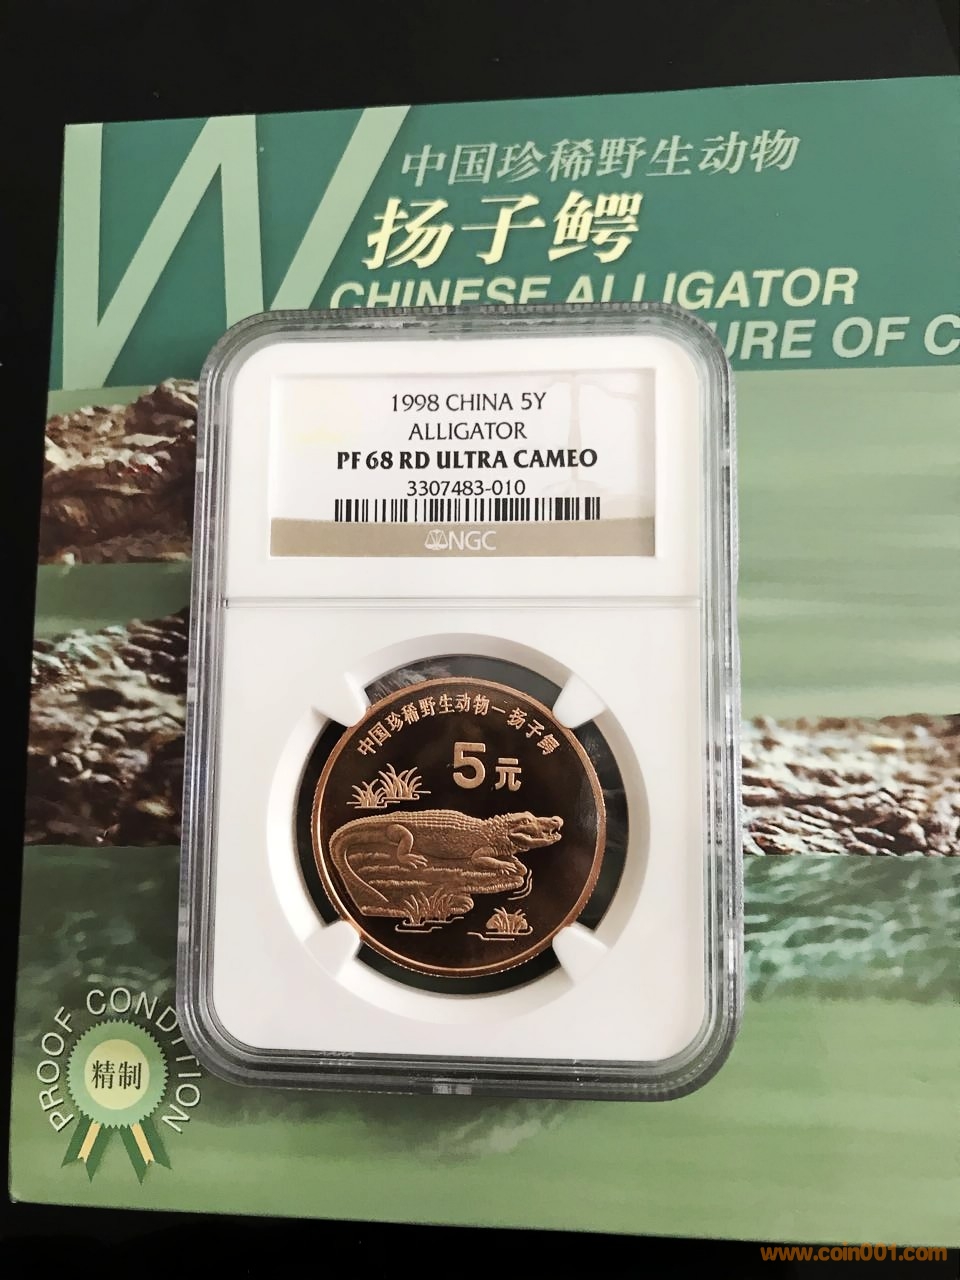 W
中国珍稀野生动物
扬子鳄
CHINESE ALLIGATOR
URE OF C
1998 CHINA 5Y
ALLIGATOR
PF 68 RD ULTRA CAMEO
3307483-010
NGC
中国珍稀野生动物—扬子鳄
5元
PROOF CONDITION
精制
www.coin001.com